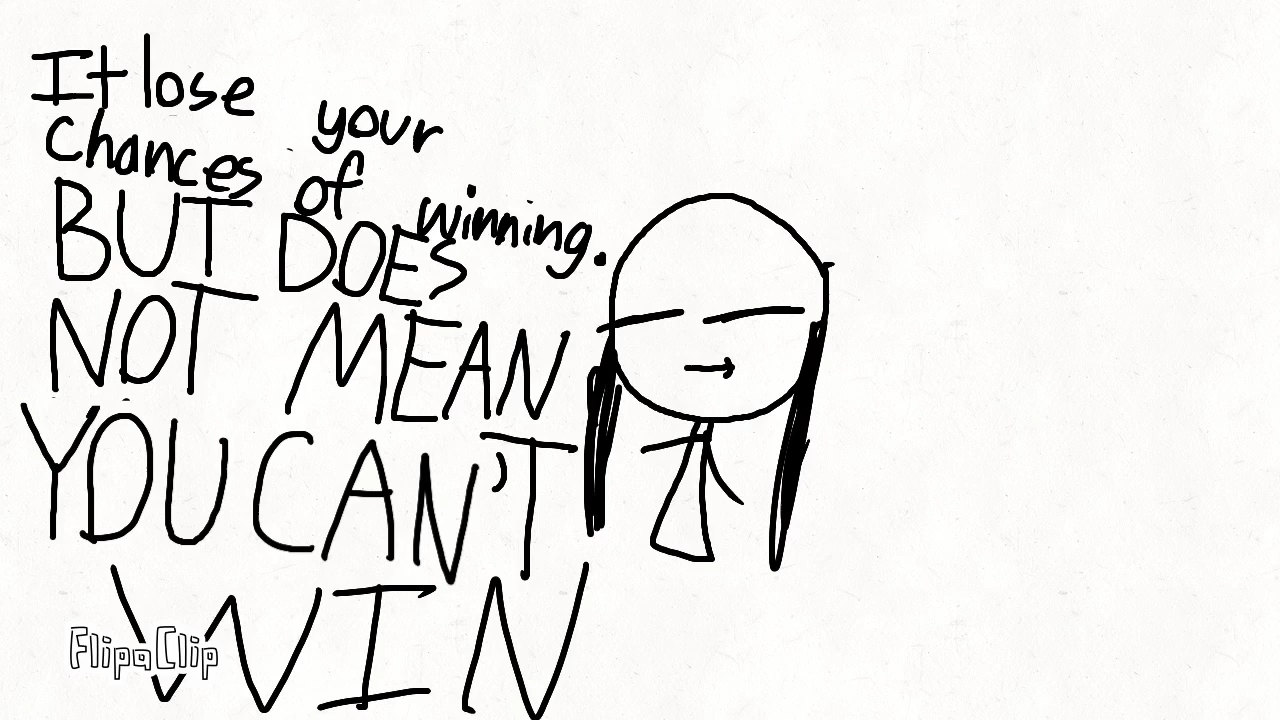 It lose your
Chances of winning.
BUT DOES
NOT MEAN
YOU CAN'T
WIN
FlipaClip